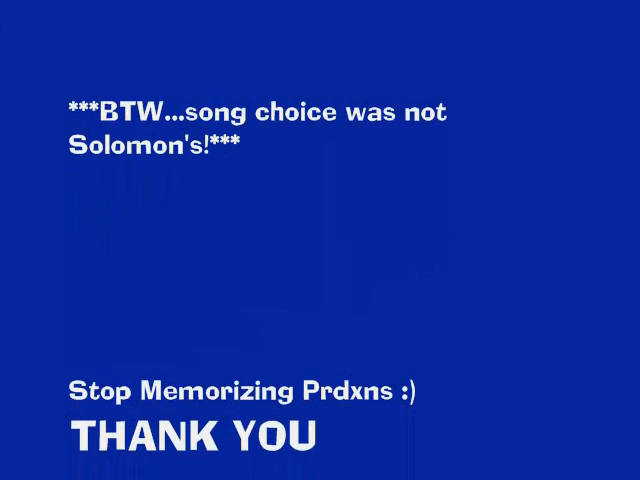 ***BTW...song choice was not
Solomon's!***
Stop Memorizing Prdxns :)
THANK YOU